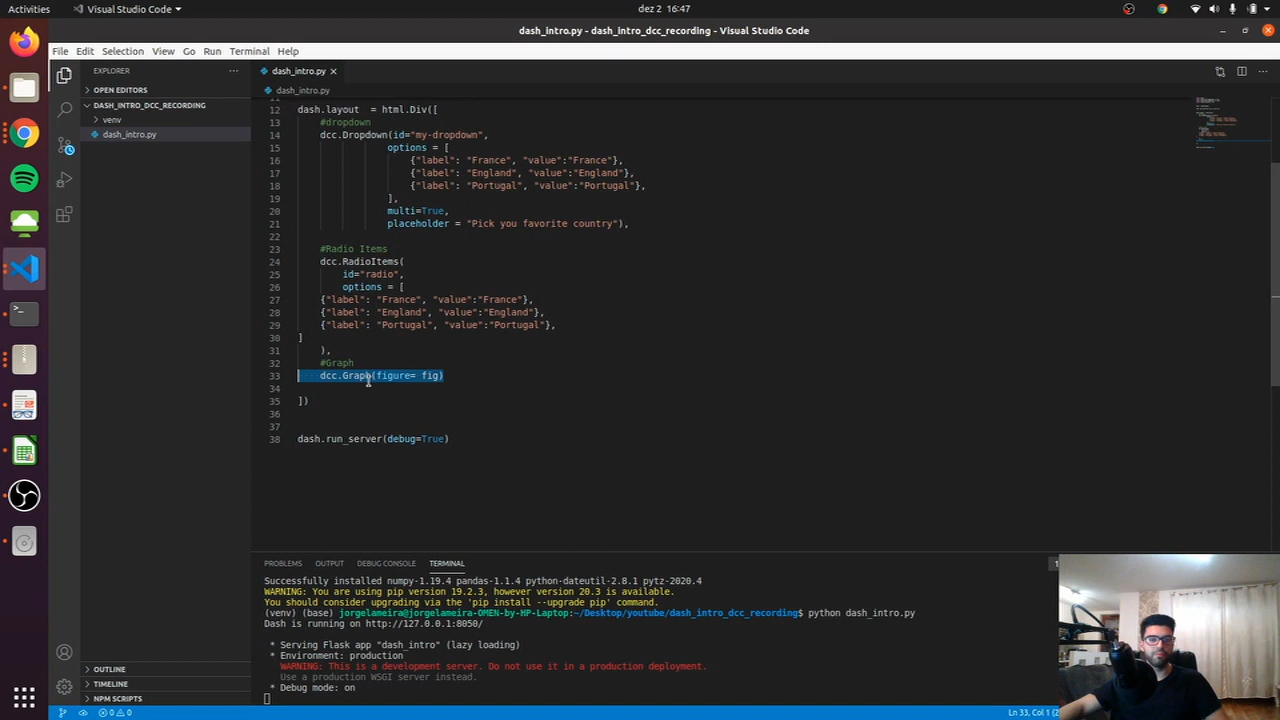 Activities
Visual Studio Code
dez 2 16:47
dash_intro.py - dash_intro_dcc_recording - Visual Studio Code
File Edit Selection View Go Run Terminal Help
EXPLORER
OPEN EDITORS
DASH_INTRO_DCC_RECORDING
venv
dash_intro.py
OUTLINE
TIMELINE
NPM SCRIPTS
dash_intro.py
dash_intro.py
12 dash.layout = html.Div([
13 #dropdown
14 dcc.Dropdown(id="my-dropdown",
15 options = [
16 {"label": "France", "value":"France"},
17 {"label": "England", "value":"England"},
18 {"label": "Portugal", "value":"Portugal"},
19 ],
20 multi=True,
21 placeholder = "Pick you favorite country"),
22
23 #Radio Items
24 dcc.RadioItems(
25 id="radio",
26 options = [
27 {"label": "France", "value":"France"},
28 {"label": "England", "value":"England"},
29 {"label": "Portugal", "value":"Portugal"},
30 ]
31 ),
32 #Graph
33 dcc.Graph(figure= fig)
34
35 ])
36
37
38 dash.run_server(debug=True)
PROBLEMS OUTPUT DEBUG CONSOLE TERMINAL
Successfully installed numpy-1.19.4 pandas-1.1.4 python-dateutil-2.8.1 pytz-2020.4
WARNING: You are using pip version 19.2.3, however version 20.3 is available.
You should consider upgrading via the 'pip install --upgrade pip' command.
(venv) (base) jorgelameira@jorgelameira-OMEN-by-HP-Laptop:~/Desktop/youtube/dash_intro_dcc_recording$ python dash_intro.py
Dash is running on http://127.0.0.1:8050/
* Serving Flask app "dash_intro" (lazy loading)
* Environment: production
WARNING: This is a development server. Do not use it in a production deployment.
Use a production WSGI server instead.
* Debug mode: on
0 0
Ln 33, Col 1